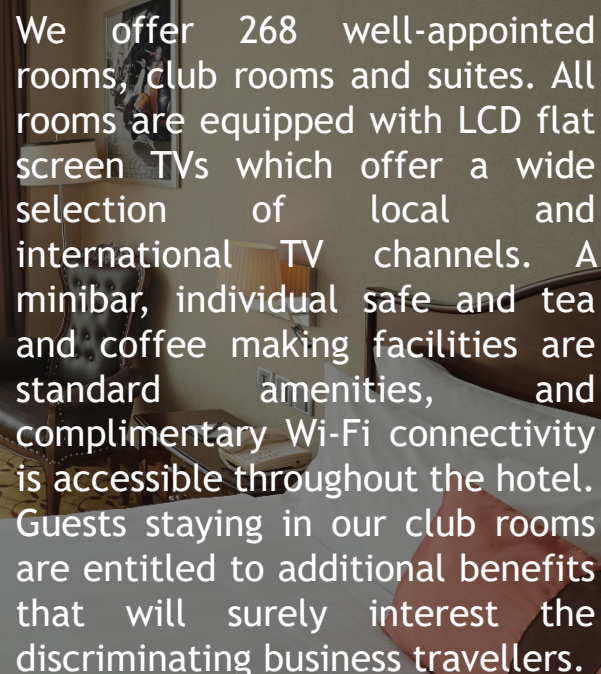 We offer 268 well-appointed
rooms, club rooms and suites. All
rooms are equipped with LCD flat
screen TVs which offer a wide
selection of local and
international TV channels. A
minibar, individual safe and tea
and coffee making facilities are
standard amenities, and
complimentary Wi-Fi connectivity
is accessible throughout the hotel.
Guests staying in our club rooms
are entitled to additional benefits
that will surely interest the
discriminating business travellers.